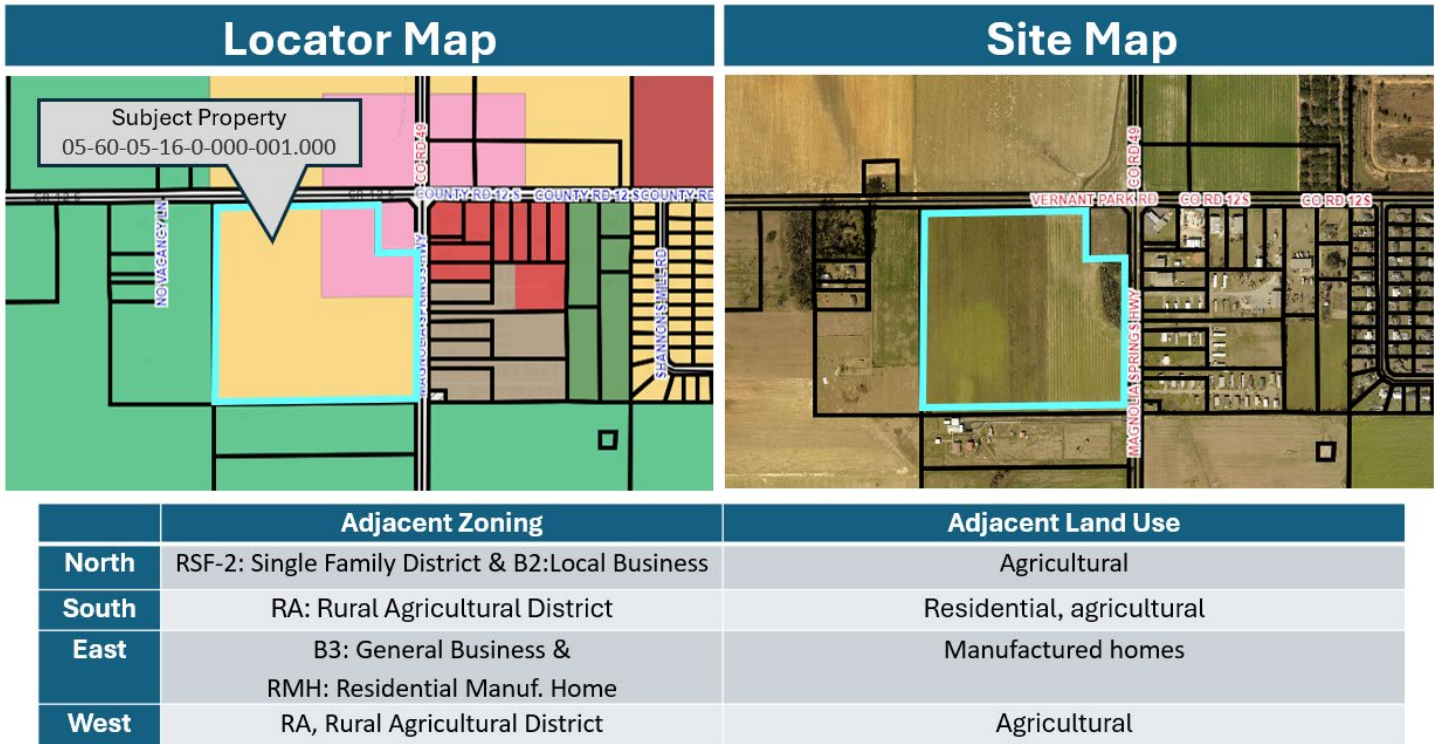 Locator Map
Site Map
Subject Property
05-60-05-16-0-000-001.000
CO RD 49
COUNTY RD 12 S COUNTY RD 12 S COUNTY RD
NO VACANCY LN
MAGNOLIA SPRINGS HWY
SHANNON S MILL RD
CO RD 49
VERNANT PARK RD CO RD 12S CO RD 12S
MAGNOLIA SPRINGS HWY
Adjacent Zoning Adjacent Land Use
North RSF-2: Single Family District & B2:Local Business Agricultural
South RA: Rural Agricultural District Residential, agricultural
East B3: General Business & Manufactured homes
RMH: Residential Manuf. Home
West RA, Rural Agricultural District Agricultural